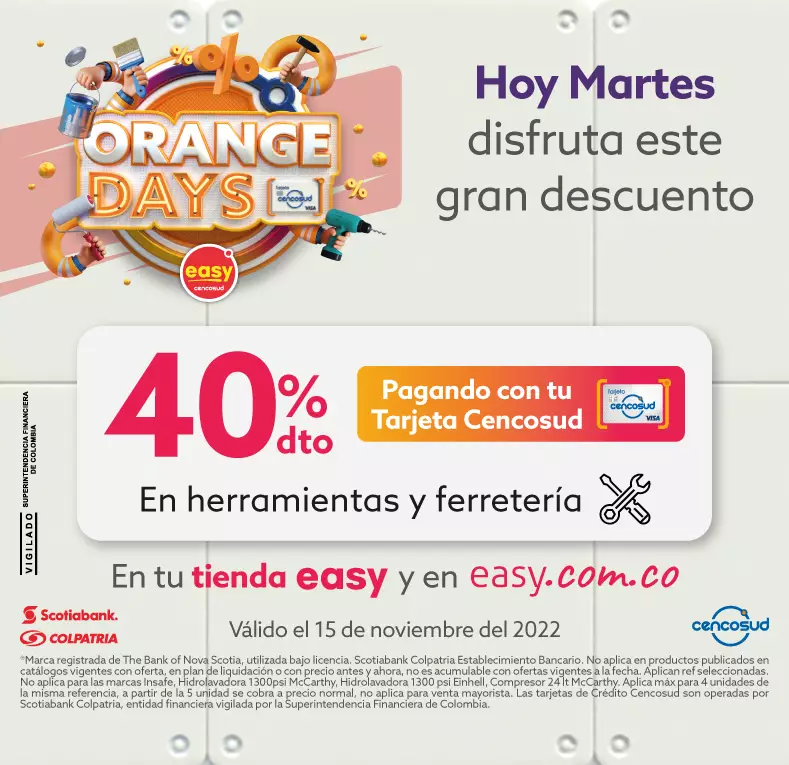 ORANGE
DAYS
Tarjeta
cencosud
VISA
easy
cencosud
Hoy Martes
disfruta este
gran descuento
40% dto
Pagando con tu
Tarjeta Cencosud
Tarjeta
cencosud
VISA
En herramientas y ferretería
En tu tienda easy y en easy.com.co
VIGILADO
SUPERINTENDENCIA FINANCIERA
DE COLOMBIA
Scotiabank.
COLPATRIA
Válido el 15 de noviembre del 2022
cencosud
*Marca registrada de The Bank of Nova Scotia, utilizada bajo licencia. Scotiabank Colpatria Establecimiento Bancario. No aplica en productos publicados en
catálogos vigentes con oferta, en plan de liquidación o con precio antes y ahora, no es acumulable con ofertas vigentes a la fecha. Aplican ref seleccionadas.
No aplica para las marcas Insafe, Hidrolavadora 1300psi McCarthy, Hidrolavadora 1300 psi Einhell, Compresor 24 lt McCarthy. Aplica máx para 4 unidades de
la misma referencia, a partir de la 5 unidad se cobra a precio normal, no aplica para venta mayorista. Las tarjetas de Crédito Cencosud son operadas por
Scotiabank Colpatria, entidad financiera vigilada por la Superintendencia Financiera de Colombia.